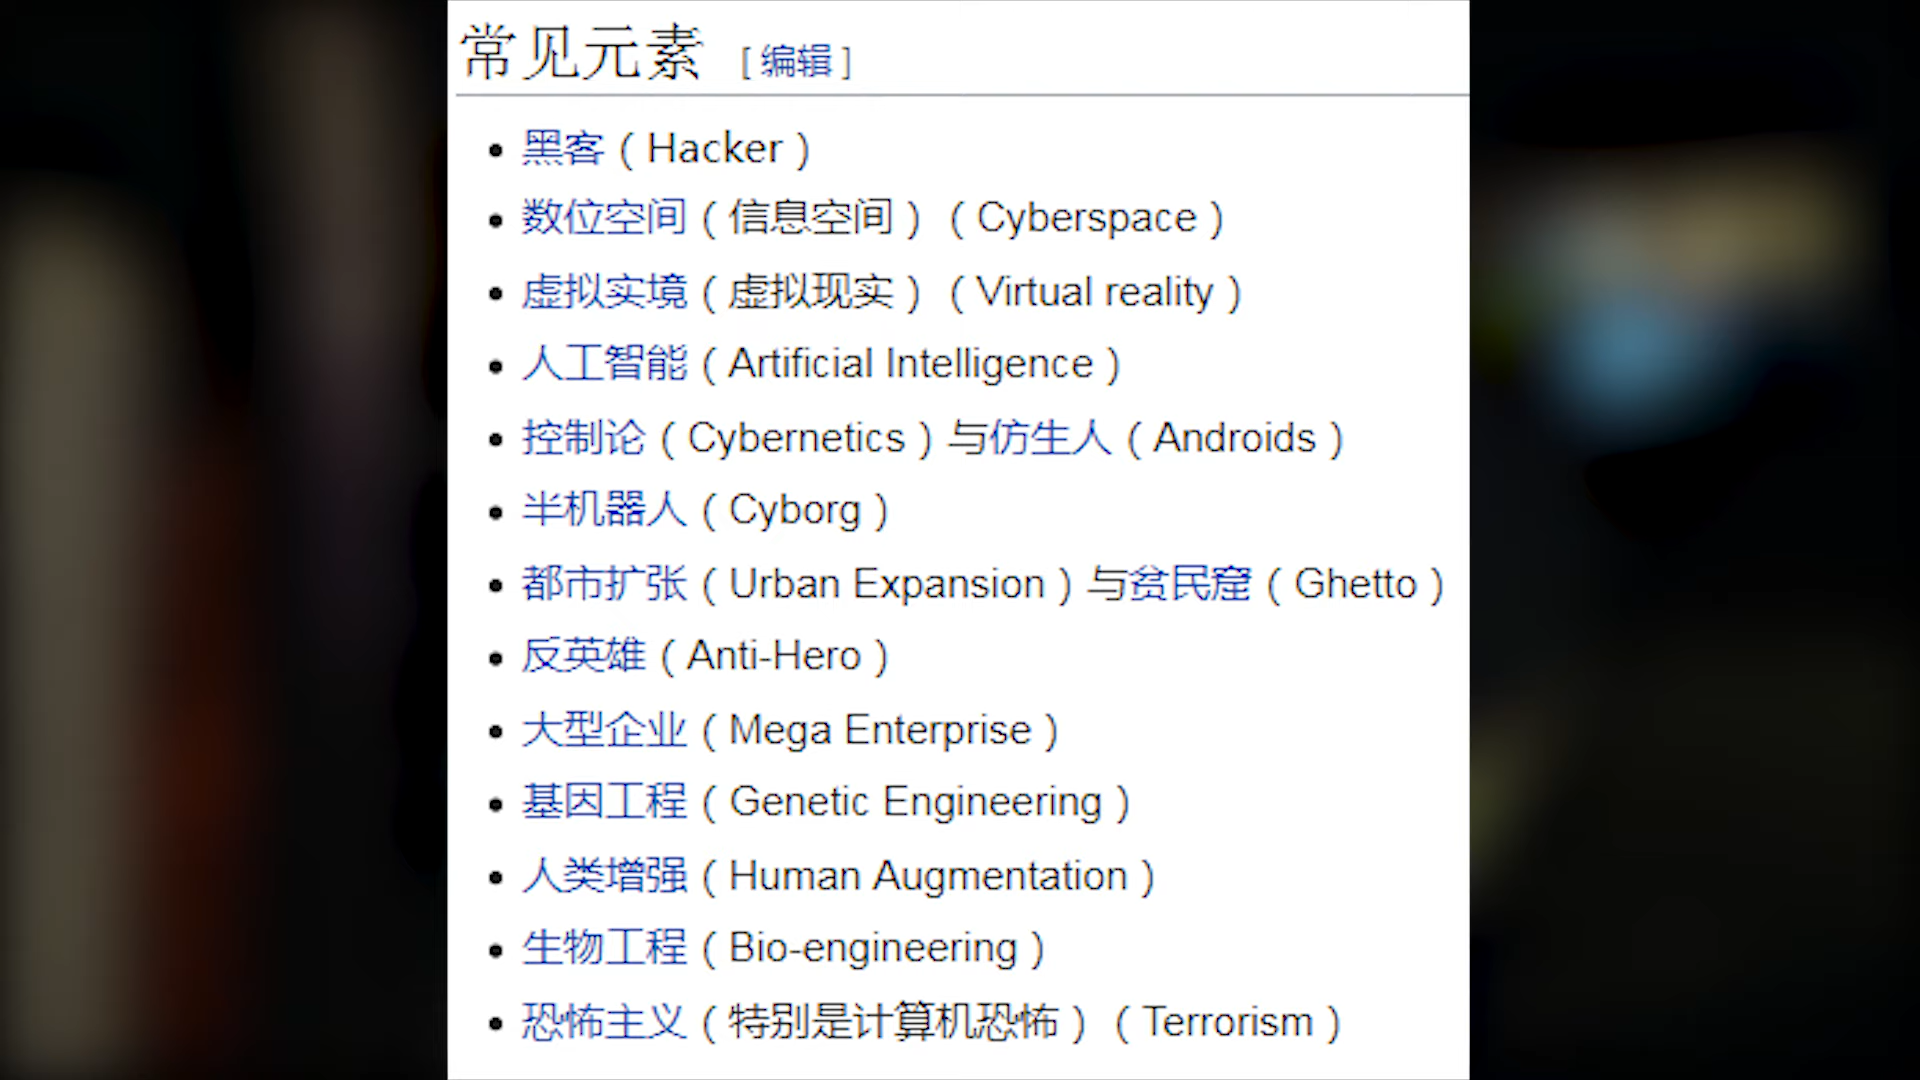 常见元素 [编辑]
黑客（Hacker）
数位空间（信息空间）（Cyberspace）
虚拟实境（虚拟现实）（Virtual reality）
人工智能（Artificial Intelligence）
控制论（Cybernetics）与仿生人（Androids）
半机器人（Cyborg）
都市扩张（Urban Expansion）与贫民窟（Ghetto）
反英雄（Anti-Hero）
大型企业（Mega Enterprise）
基因工程（Genetic Engineering）
人类增强（Human Augmentation）
生物工程（Bio-engineering）
恐怖主义（特别是计算机恐怖）（Terrorism）